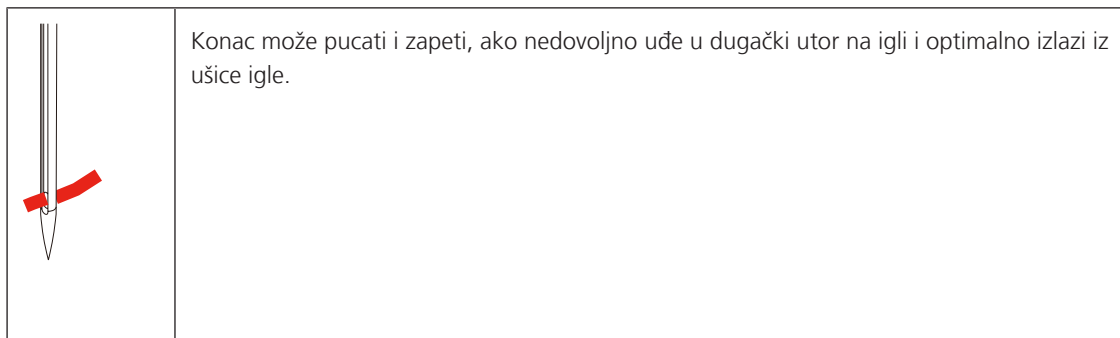 Konac može pucati i zapeti, ako nedovoljno uđe u dugački utor na igli i optimalno izlazi iz
ušice igle.